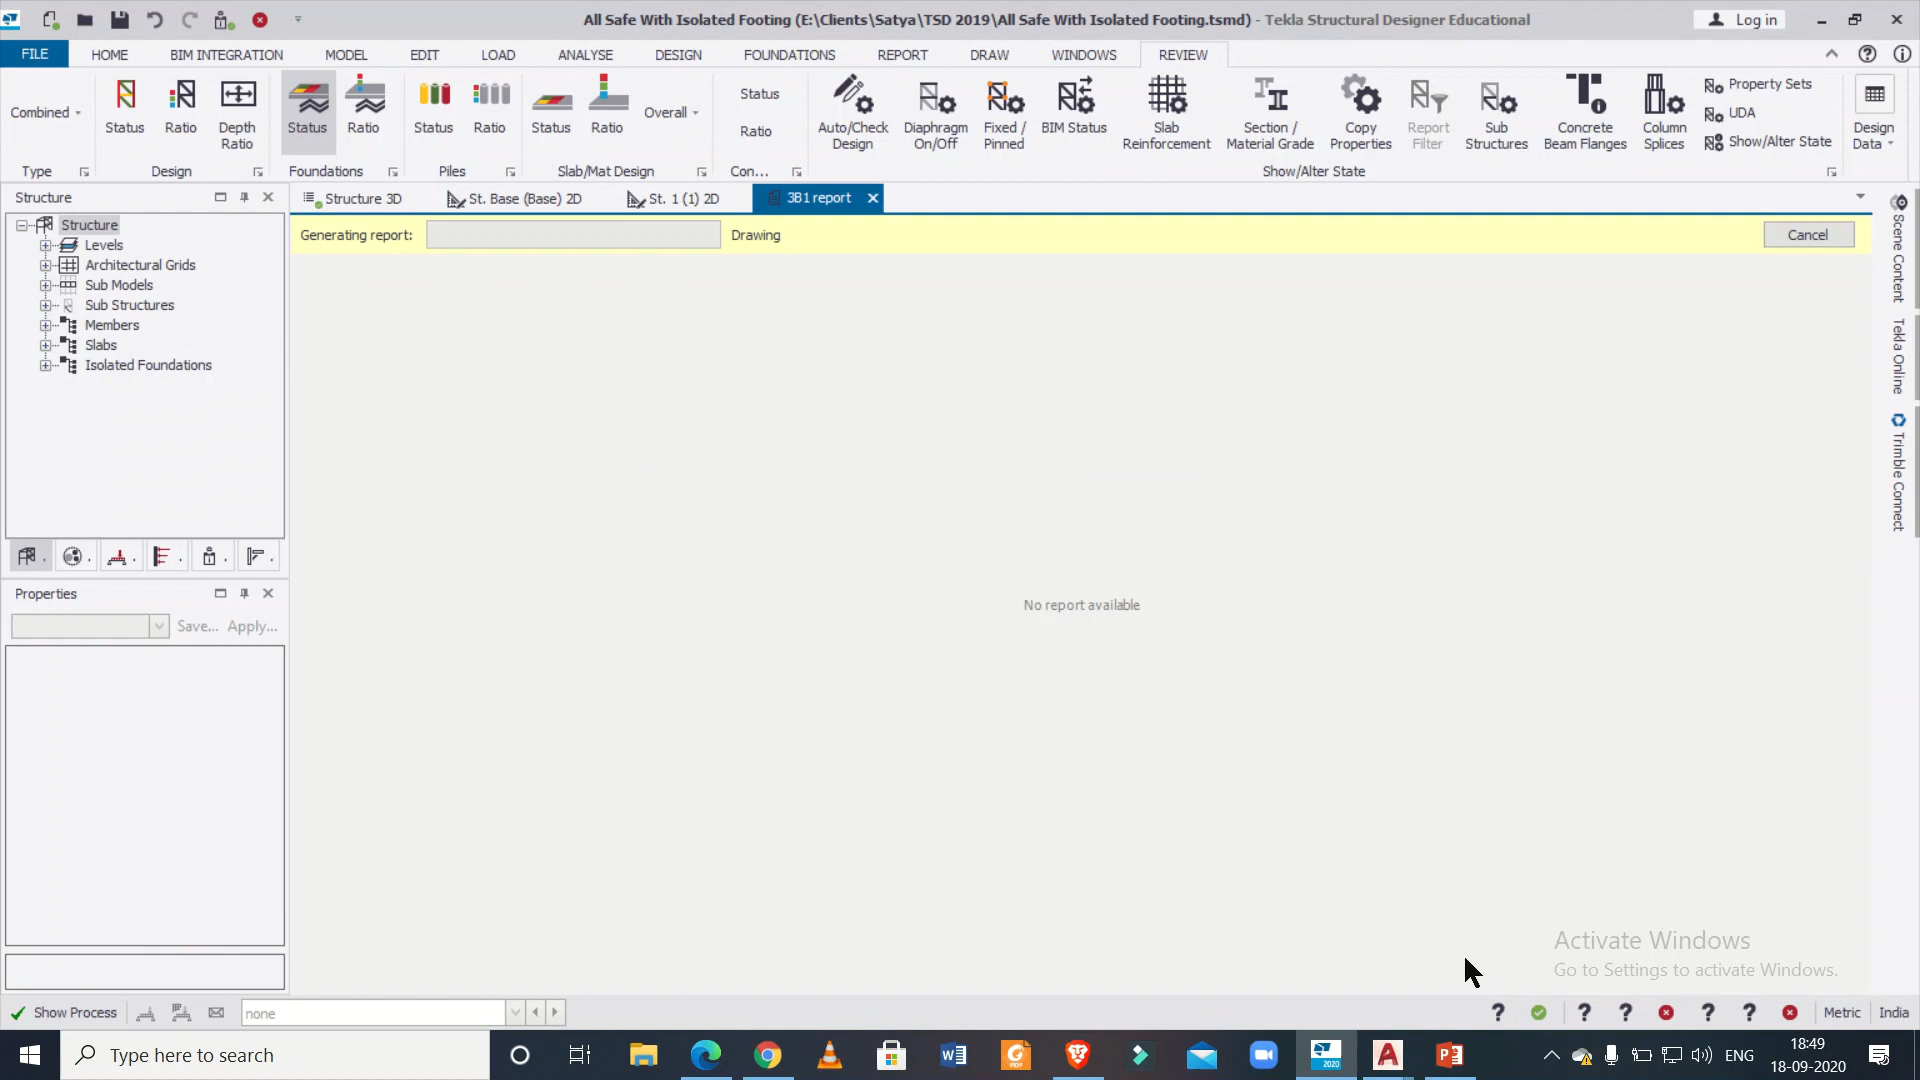 All Safe With Isolated Footing (E:\Clients\Satya\TSD 2019\All Safe With Isolated Footing.tsmd) - Tekla Structural Designer Educational
Log in
FILE HOME BIM INTEGRATION MODEL EDIT LOAD ANALYSE DESIGN FOUNDATIONS REPORT DRAW WINDOWS REVIEW
Combined
Status
Ratio
Depth
Ratio
Status
Ratio
Status
Ratio
Status
Ratio
Overall
Status
Ratio
Auto/Check
Design
Diaphragm
On/Off
Fixed /
Pinned
BIM Status
Slab
Reinforcement
Section /
Material Grade
Copy
Properties
Report
Filter
Sub
Structures
Concrete
Beam Flanges
Column
Splices
Property Sets
UDA
Show/Alter State
Design
Data
Type Design Foundations Piles Slab/Mat Design Con... Show/Alter State
Structure
Structure 3D St. Base (Base) 2D St. 1 (1) 2D 3B1 report
Generating report: Drawing Cancel
Structure
Levels
Architectural Grids
Sub Models
Sub Structures
Members
Slabs
Isolated Foundations
Scene Content
Tekla Online
Trimble Connect
Properties
Save... Apply...
No report available
Activate Windows
Go to Settings to activate Windows.
Show Process
none
Metric India
Type here to search
2020
ENG
18:49
18-09-2020